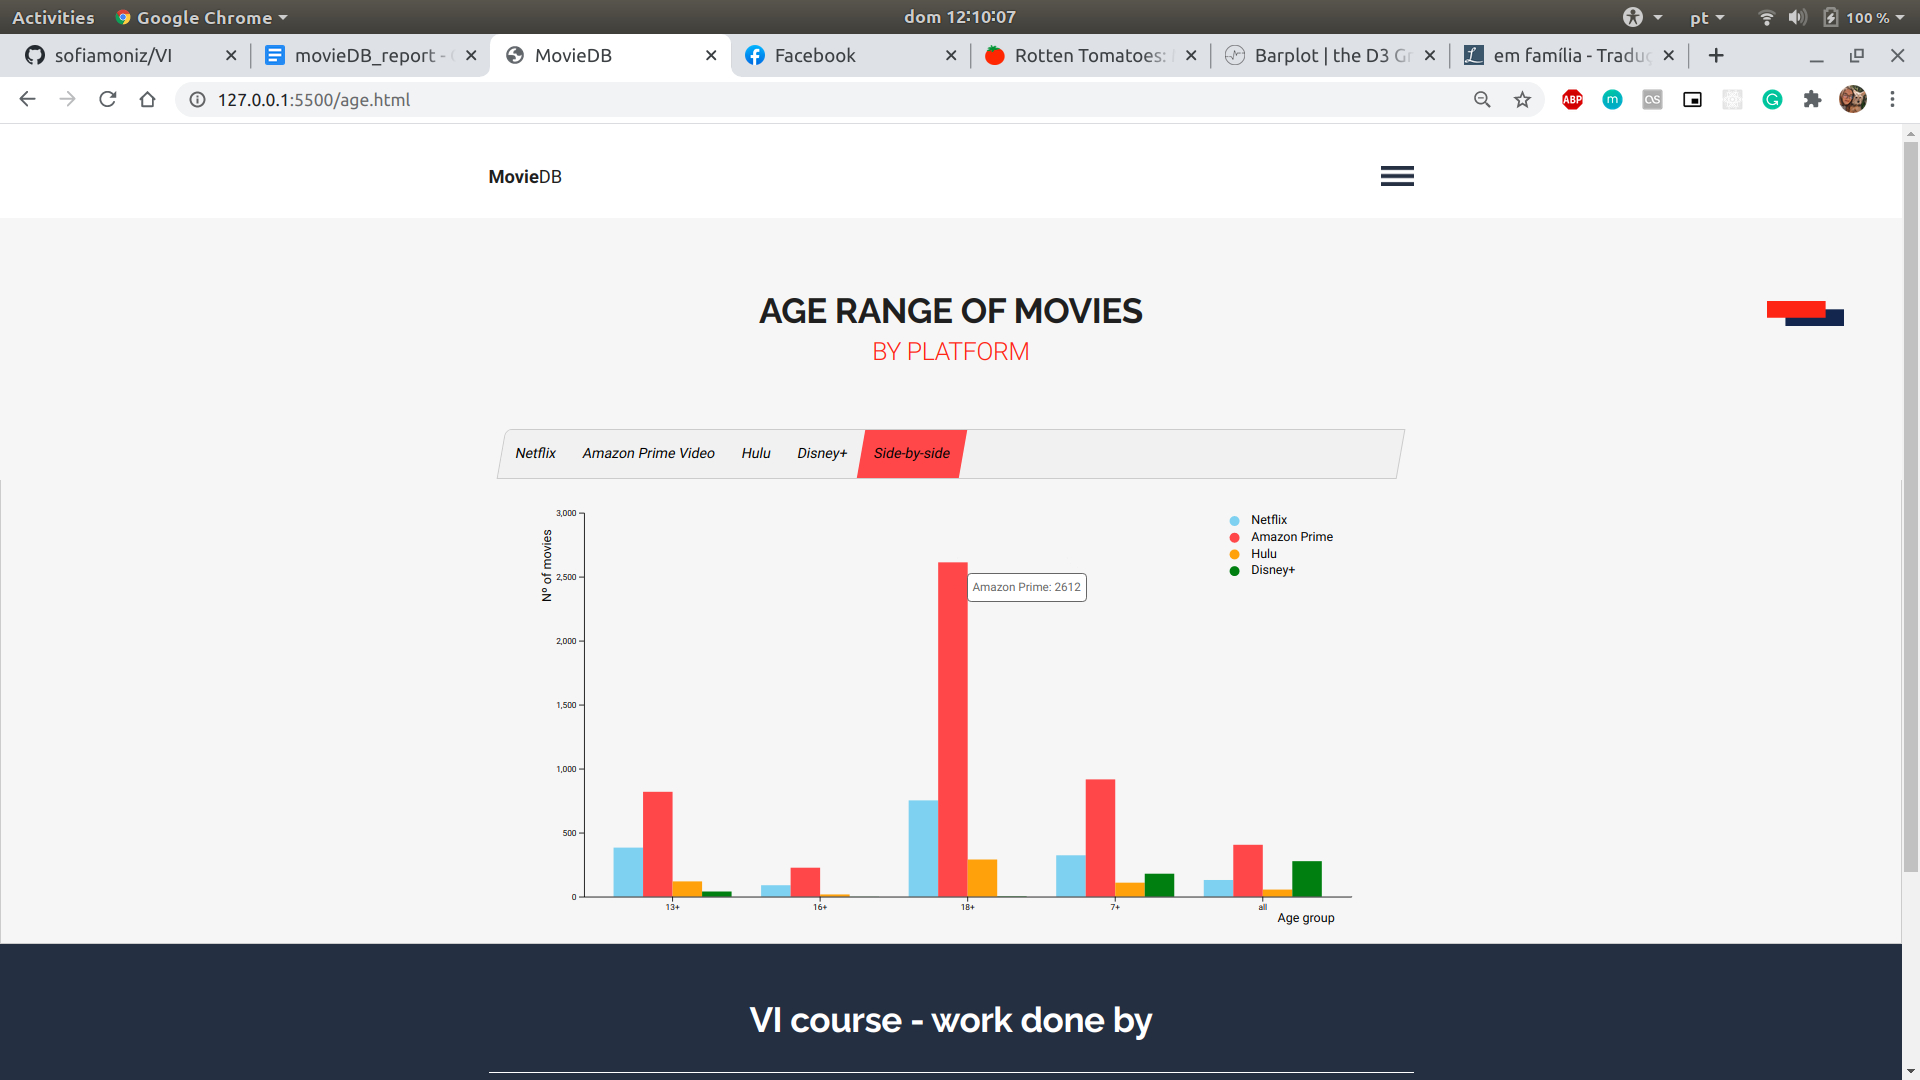 Activities Google Chrome dom 12:10:07 pt 100 %
sofiamoniz/VI movieDB_report - MovieDB Facebook Rotten Tomatoes: Barplot | the D3 Gr em família - Traduç
127.0.0.1:5500/age.html ABP m as G
MovieDB
AGE RANGE OF MOVIES
BY PLATFORM
Netflix Amazon Prime Video Hulu Disney+ Side-by-side
Nº of movies
3,000
2,500
2,000
1,500
1,000
500
0
Netflix
Amazon Prime
Hulu
Disney+
Amazon Prime: 2612
13+ 16+ 18+ 7+ all
Age group
VI course - work done by